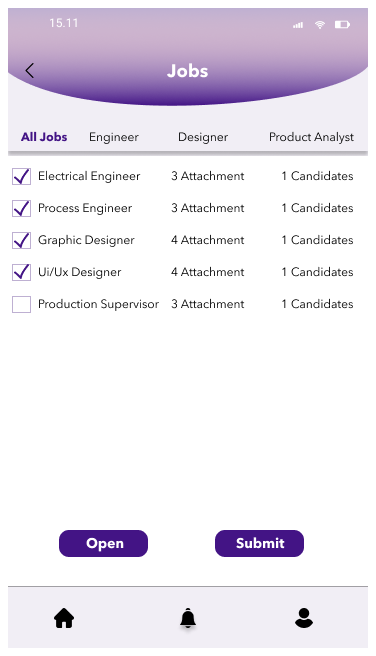 15.11
Jobs
All Jobs Engineer Designer Product Analyst
Electrical Engineer 3 Attachment 1 Candidates
Process Engineer 3 Attachment 1 Candidates
Graphic Designer 4 Attachment 1 Candidates
Ui/Ux Designer 4 Attachment 1 Candidates
Production Supervisor 3 Attachment 1 Candidates
Open Submit